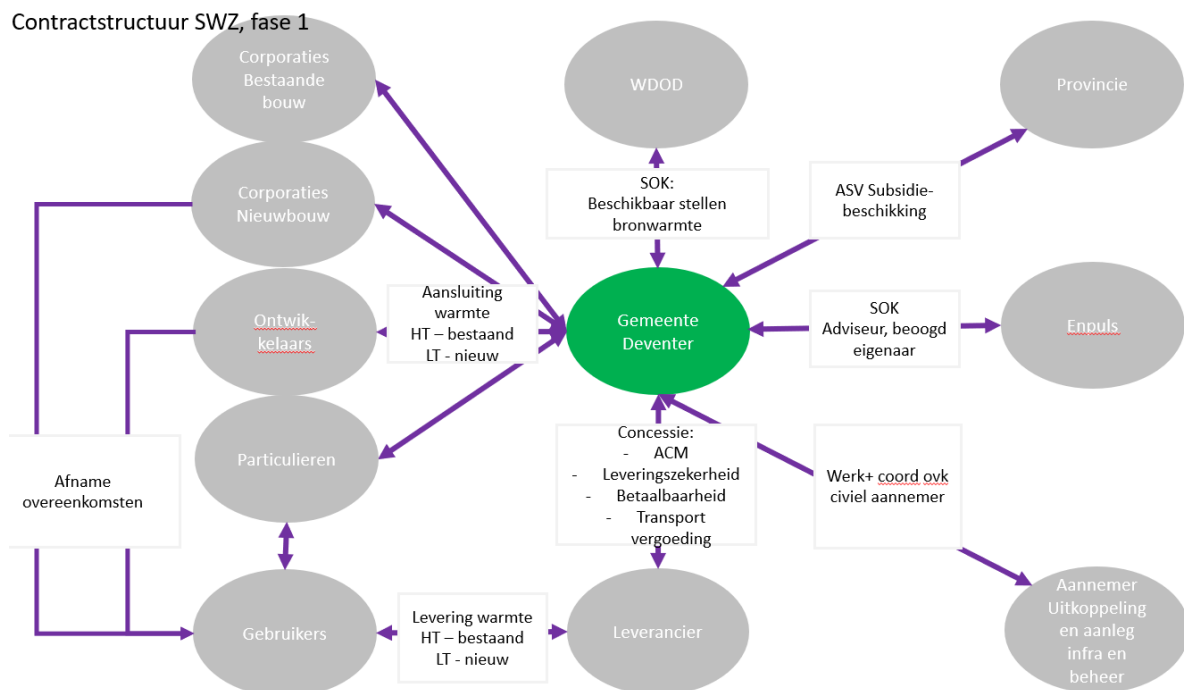 Contractstructuur SWZ, fase 1
Corporaties
Bestaande
bouw
WDOD
Provincie
SOK:
Beschikbaar stellen
bronwarmte
ASV Subsidie-
beschikking
Corporaties
Nieuwbouw
Aansluiting
warmte
HT – bestaand
LT - nieuw
Ontwik-
kelaars
Gemeente
Deventer
SOK
Adviseur, beoogd
eigenaar
Enpuls
Particulieren
Concessie:
- ACM
- Leveringszekerheid
- Betaalbaarheid
- Transport
vergoeding
Werk+ coord ovk
civiel aannemer
Afname
overeenkomsten
Gebruikers
Levering warmte
HT – bestaand
LT - nieuw
Leverancier
Aannemer
Uitkoppeling
en aanleg
infra en
beheer